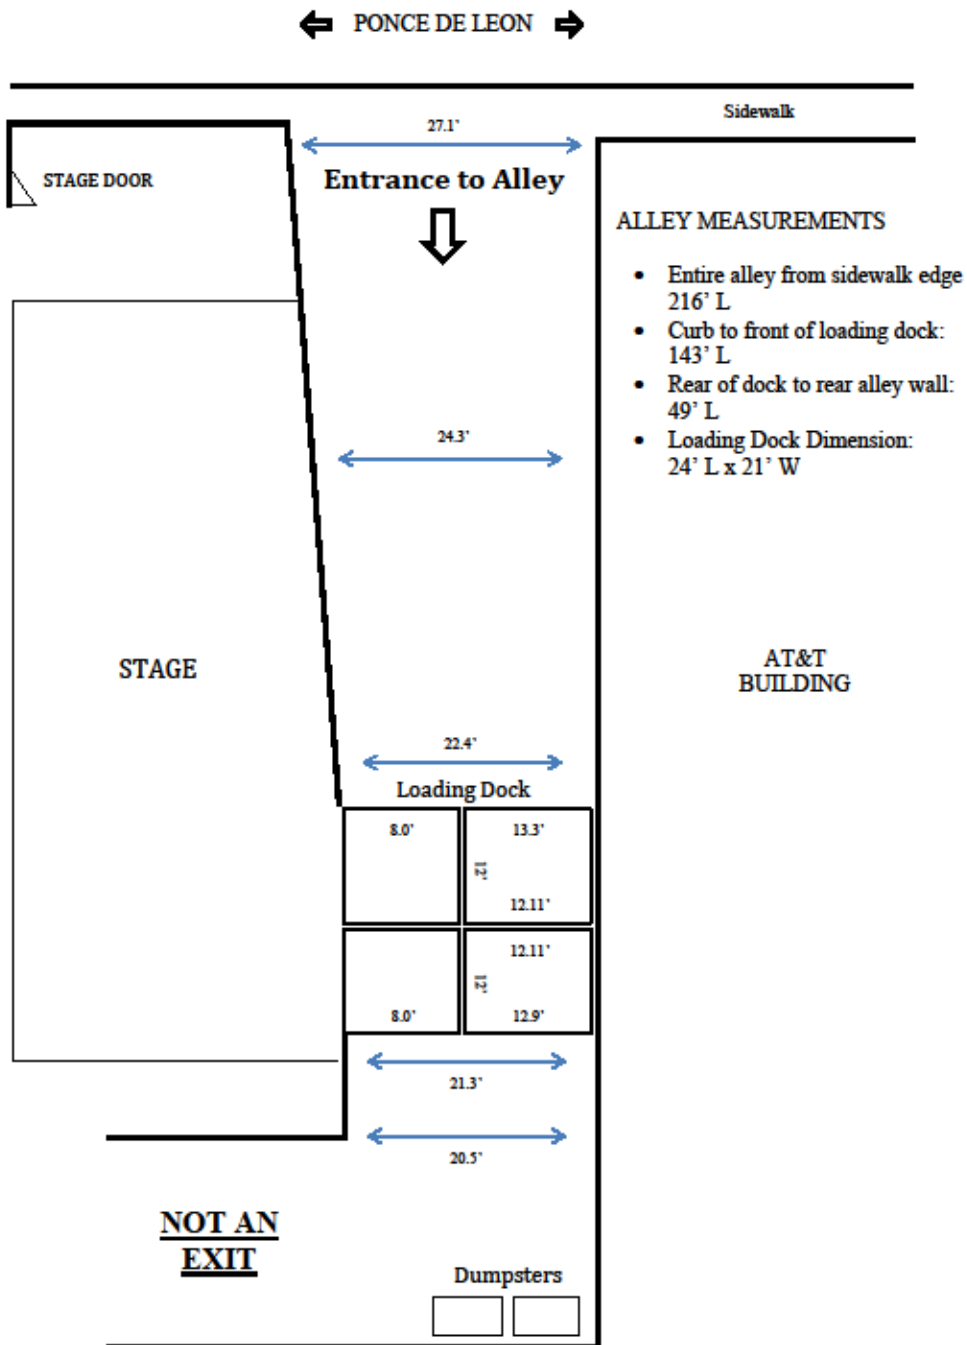 PONCE DE LEON
Sidewalk
27.1'
Entrance to Alley
STAGE DOOR
ALLEY MEASUREMENTS
• Entire alley from sidewalk edge
216' L
• Curb to front of loading dock:
143' L
• Rear of dock to rear alley wall:
49' L
• Loading Dock Dimension:
24' L x 21' W
24.3'
STAGE
AT&T
BUILDING
22.4'
Loading Dock
8.0'
13.3'
12'
12.11'
12.11'
12'
8.0'
12.9'
21.3'
20.5'
NOT AN
EXIT
Dumpsters